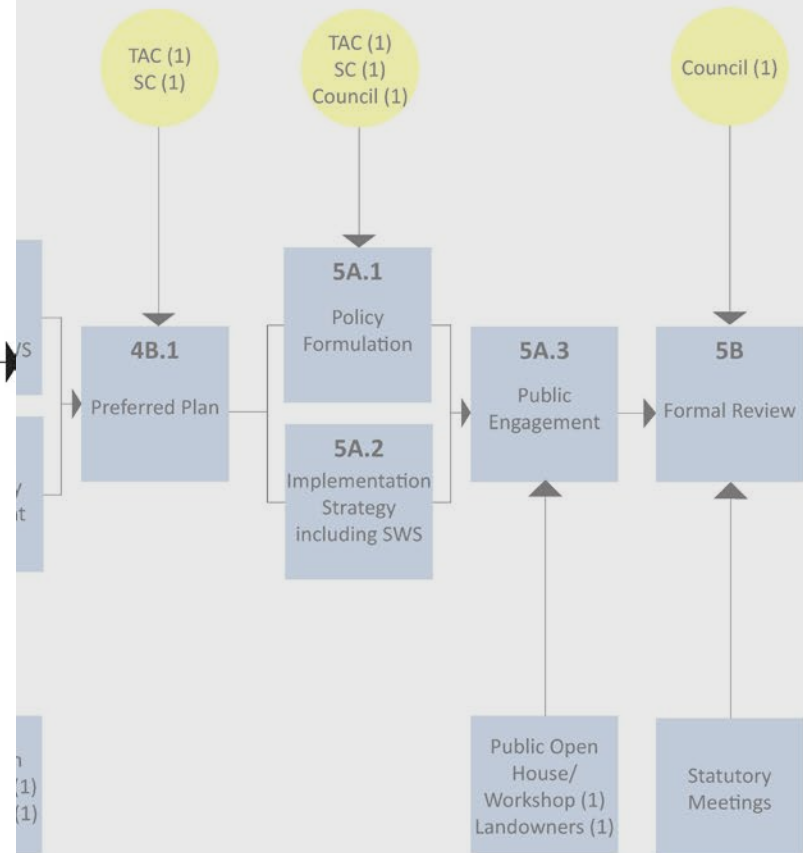 TAC (1)
SC (1)
TAC (1)
SC (1)
Council (1)
Council (1)
4B.1
Preferred Plan
5A.1
Policy
Formulation
5A.2
Implementation
Strategy
including SWS
5A.3
Public
Engagement
5B
Formal Review
(1)
(1)
Public Open
House/
Workshop (1)
Landowners (1)
Statutory
Meetings